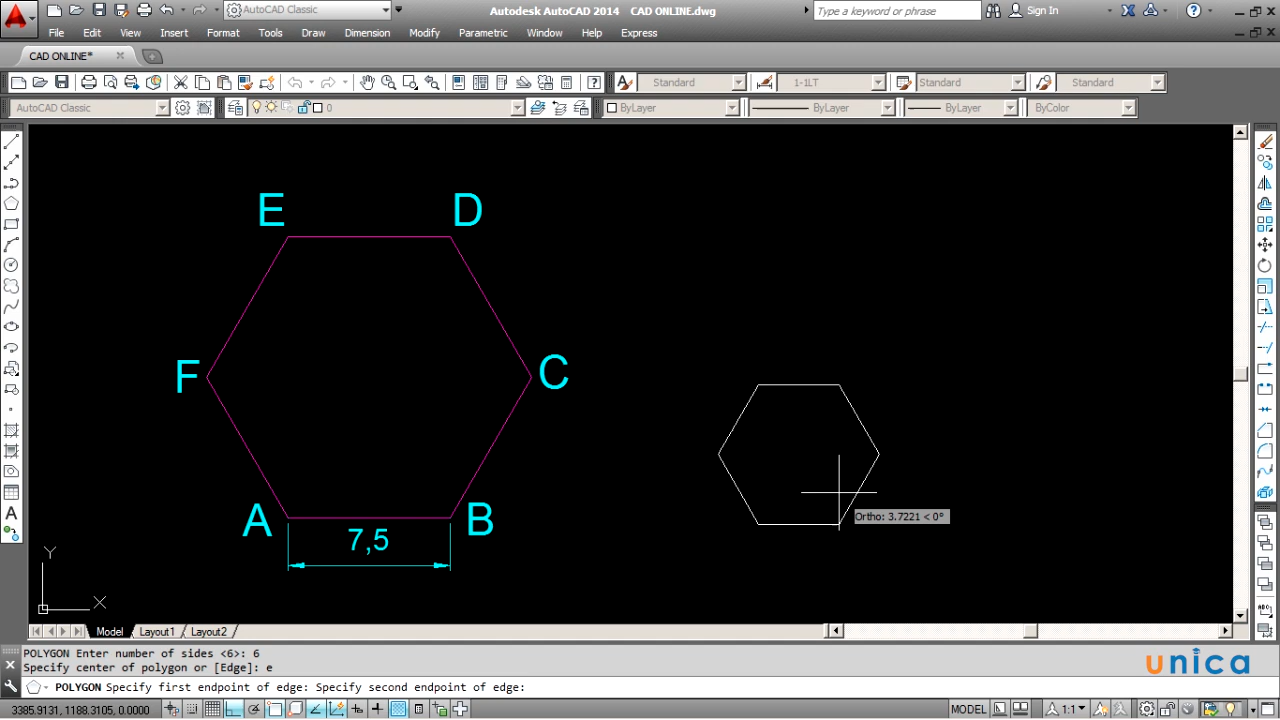 AutoCAD Classic
Autodesk AutoCAD 2014 CAD ONLINE.dwg
Type a keyword or phrase
Sign In
File Edit View Insert Format Tools Draw Dimension Modify Parametric Window Help Express
CAD ONLINE*
Standard 1-1LT Standard Standard
AutoCAD Classic 0 ByLayer ByLayer ByLayer ByColor
E D
F C
A B
7,5
Ortho: 3.7221 < 0°
Y
X
Model Layout1 Layout2
POLYGON Enter number of sides <6>: 6
Specify center of polygon or [Edge]: e
POLYGON Specify first endpoint of edge: Specify second endpoint of edge:
unica
3385.9131, 1188.3105, 0.0000 MODEL 1:1